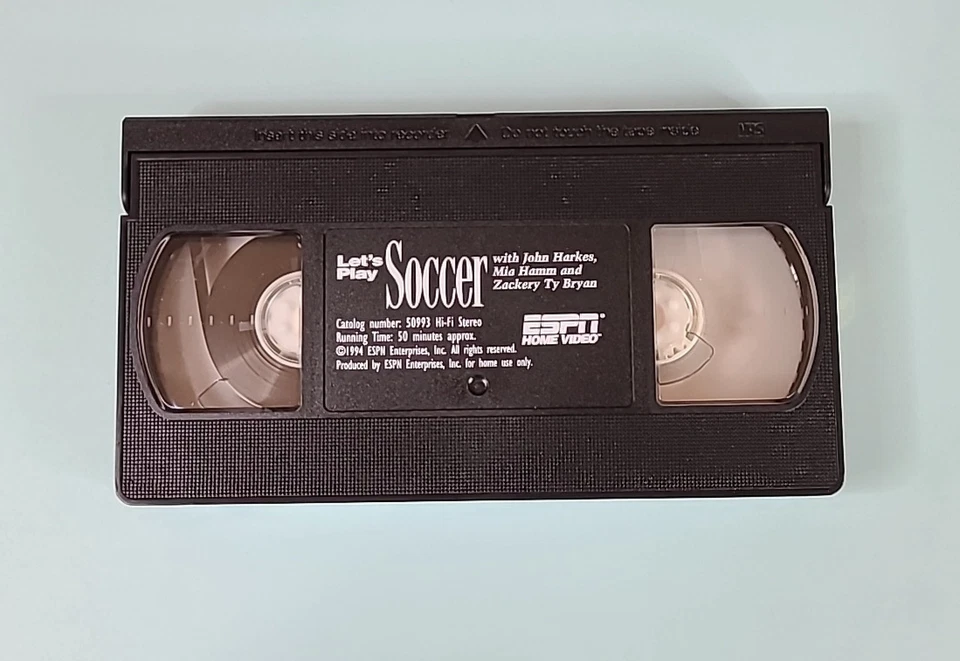 Insert this side into recorder △ Do not touch the tape inside VHS
Let's
Play
Soccer
with John Harkes,
Mia Hamm and
Zackery Ty Bryan
Catalog number: 50993 Hi-Fi Stereo
Running Time: 50 minutes approx.
©1994 ESPN Enterprises, Inc. All rights reserved.
Produced by ESPN Enterprises, Inc. for home use only.
ESPN®
HOME VIDEO™